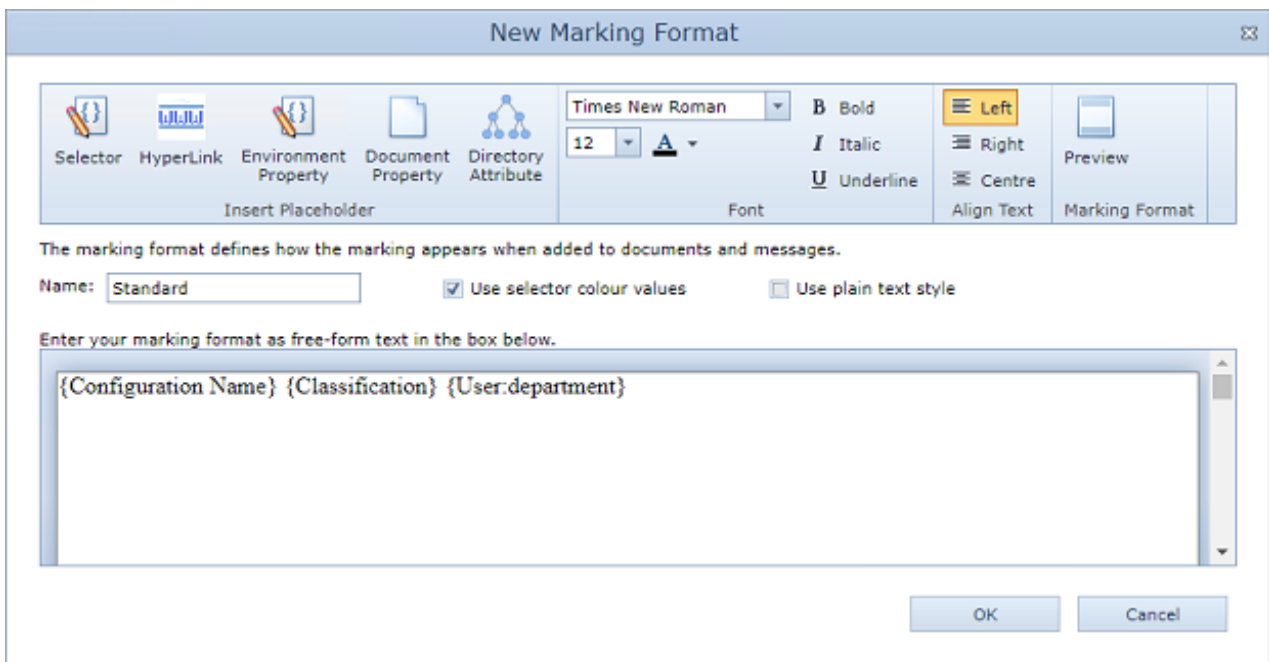 New Marking Format
Selector
HyperLink
Environment Property
Document Property
Directory Attribute
Insert Placeholder
Times New Roman
12
A
B Bold
I Italic
U Underline
Font
Left
Right
Centre
Align Text
Preview
Marking Format
The marking format defines how the marking appears when added to documents and messages.
Name: Standard
Use selector colour values
Use plain text style
Enter your marking format as free-form text in the box below.
{Configuration Name} {Classification} {User:department}
OK
Cancel